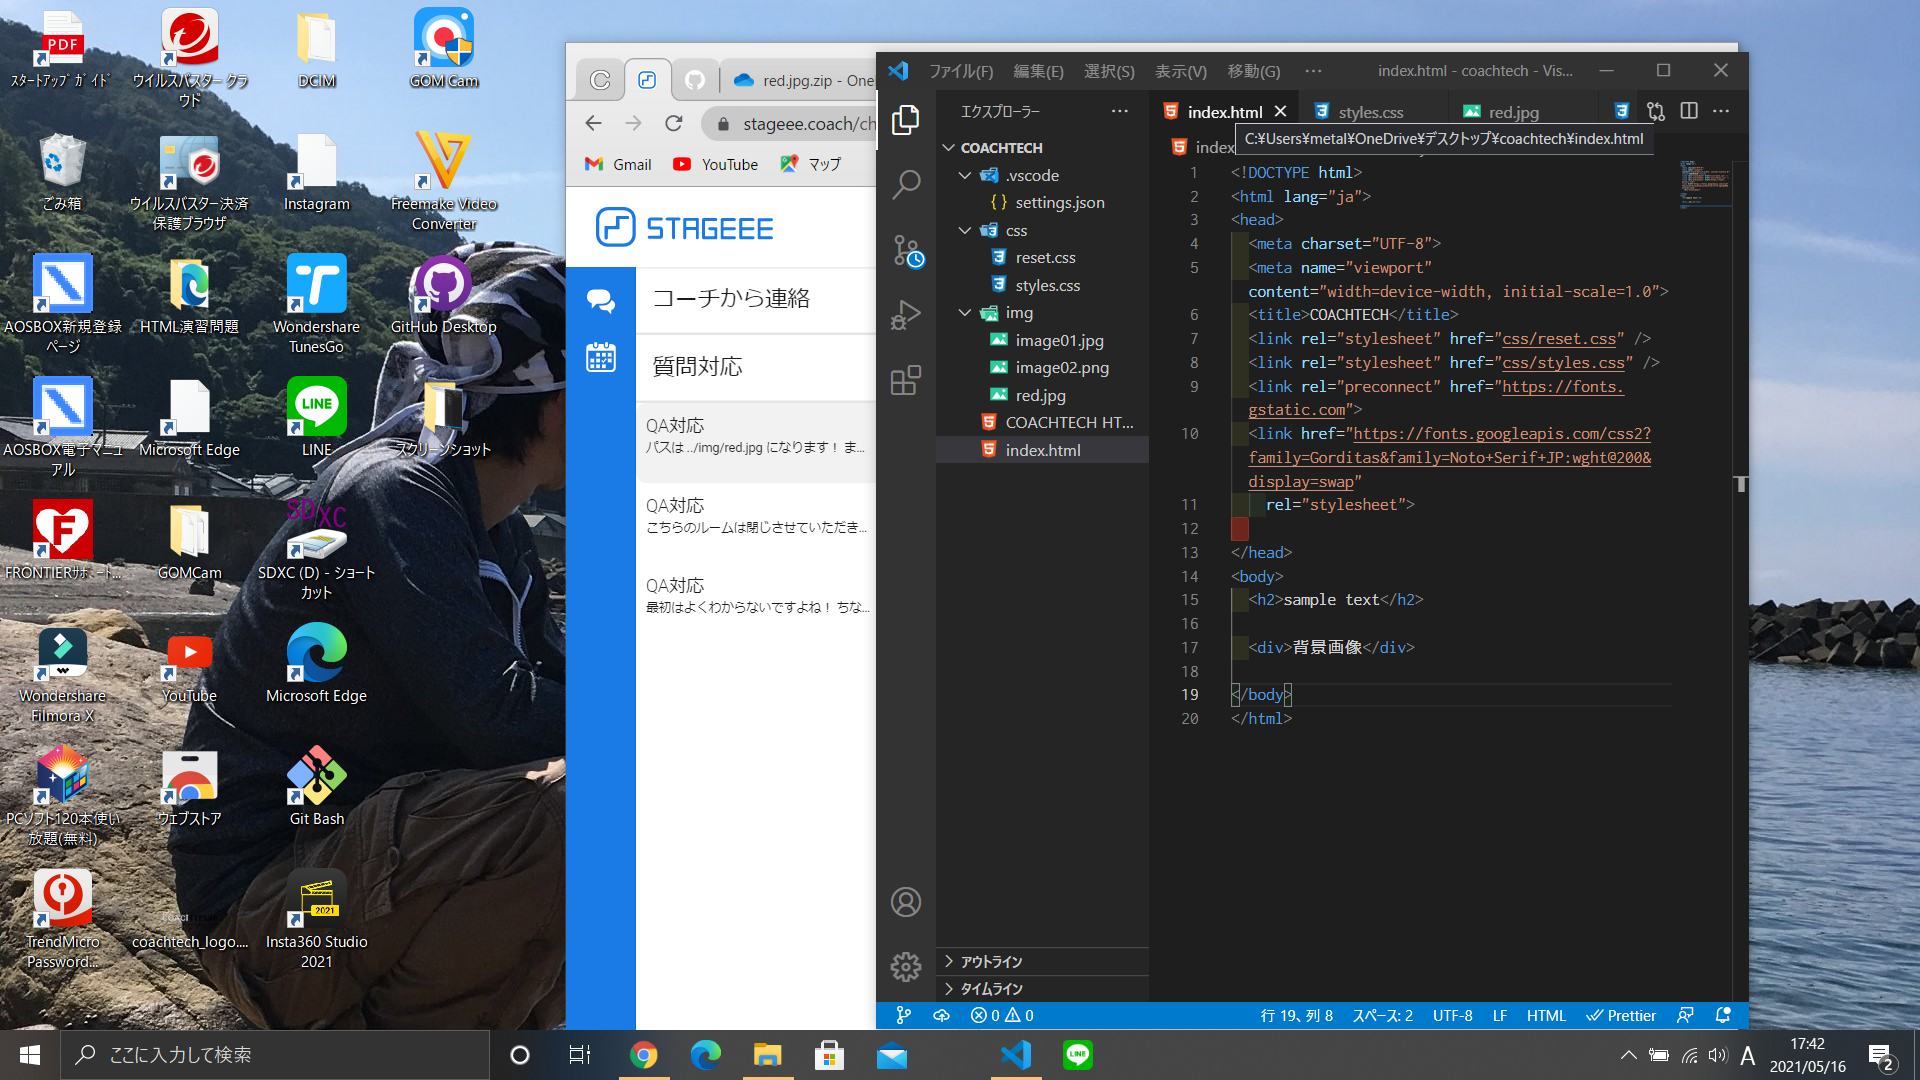 PDF
スタートアップ ガイド
ウイルスバスター クラ
ウド
DCIM
GOM Cam
ごみ箱
ウイルスバスター決済
保護ブラウザ
Instagram
Freemake Video
Converter
AOSBOX新規登録
ページ
HTML演習問題
Wondershare
TunesGo
GitHub Desktop
AOSBOX電子マニュ
アル
Microsoft Edge
LINE
LINE
スクリーンショット
FRONTIERサポート...
GOMCam
SDXC
SDXC (D) - ショート
カット
Wondershare
Filmora X
YouTube
Microsoft Edge
PCソフト120本使い
放題(無料)
ウェブストア
Git Bash
TrendMicro
Password...
coachtech_logo....
2021
Insta360 Studio
2021
red.jpg.zip - One
stageee.coach/ch
Gmail
YouTube
マップ
STAGEEE
コーチから連絡
質問対応
QA対応
パスは ../img/red.jpg になります！ ま...
QA対応
こちらのルームは閉じさせていただき...
QA対応
最初はよくわからないですよね！ ちな...
ファイル(F) 編集(E) 選択(S) 表示(V) 移動(G) ... index.html - coachtech - Vis...
エクスプローラー ...
COACHTECH
.vscode
settings.json
css
reset.css
styles.css
img
image01.jpg
image02.png
red.jpg
COACHTECH HT...
index.html
アウトライン
タイムライン
index.html styles.css red.jpg
index
C:¥Users¥metal¥OneDrive¥デスクトップ¥coachtech¥index.html
1 <!DOCTYPE html>
2 <html lang="ja">
3 <head>
4 <meta charset="UTF-8">
5 <meta name="viewport"
content="width=device-width, initial-scale=1.0">
6 <title>COACHTECH</title>
7 <link rel="stylesheet" href="css/reset.css" />
8 <link rel="stylesheet" href="css/styles.css" />
9 <link rel="preconnect" href="https://fonts.
gstatic.com">
10 <link href="https://fonts.googleapis.com/css2?
family=Gorditas&family=Noto+Serif+JP:wght@200&
display=swap"
11 rel="stylesheet">
12
13 </head>
14 <body>
15 <h2>sample text</h2>
16
17 <div>背景画像</div>
18
19 </body>
20 </html>
0 0 行 19、列 8 スペース: 2 UTF-8 LF HTML Prettier
ここに入力して検索
LINE
A
17:42
2021/05/16
2